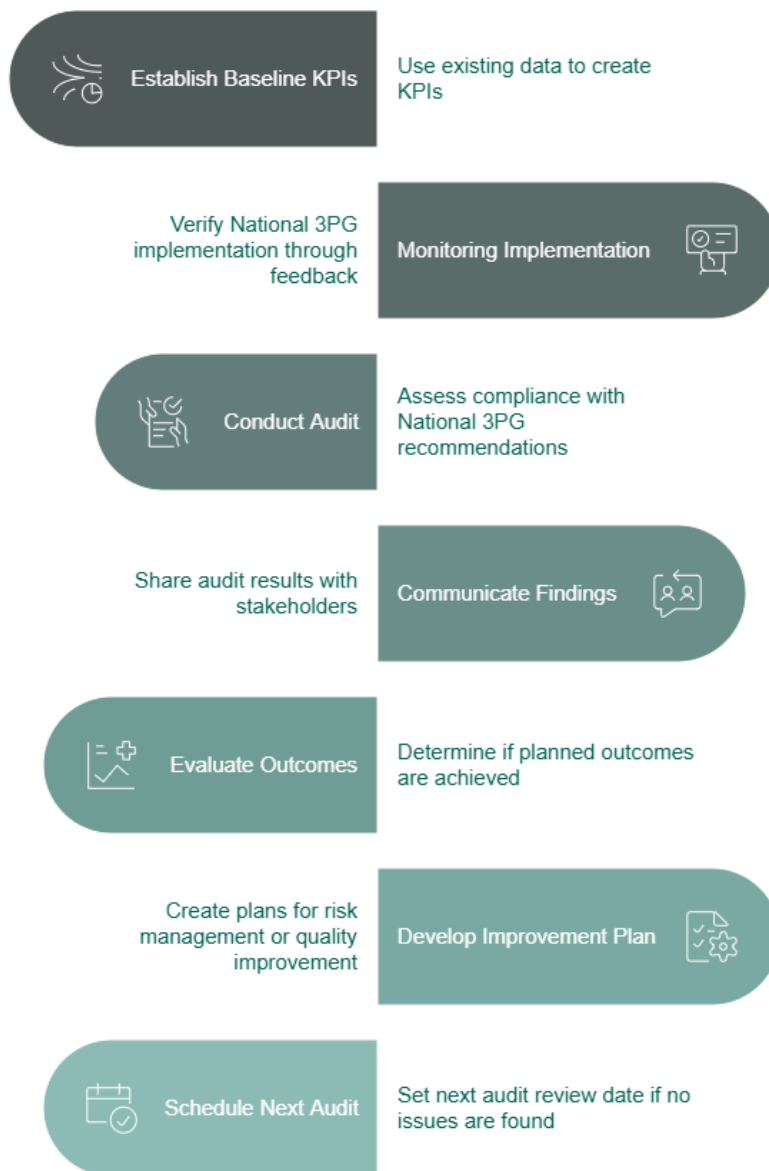 Establish Baseline KPIs
Use existing data to create
KPIs
Verify National 3PG
implementation through
feedback
Monitoring Implementation
Conduct Audit
Assess compliance with
National 3PG
recommendations
Share audit results with
stakeholders
Communicate Findings
Evaluate Outcomes
Determine if planned outcomes
are achieved
Create plans for risk
management or quality
improvement
Develop Improvement Plan
Schedule Next Audit
Set next audit review date if no
issues are found